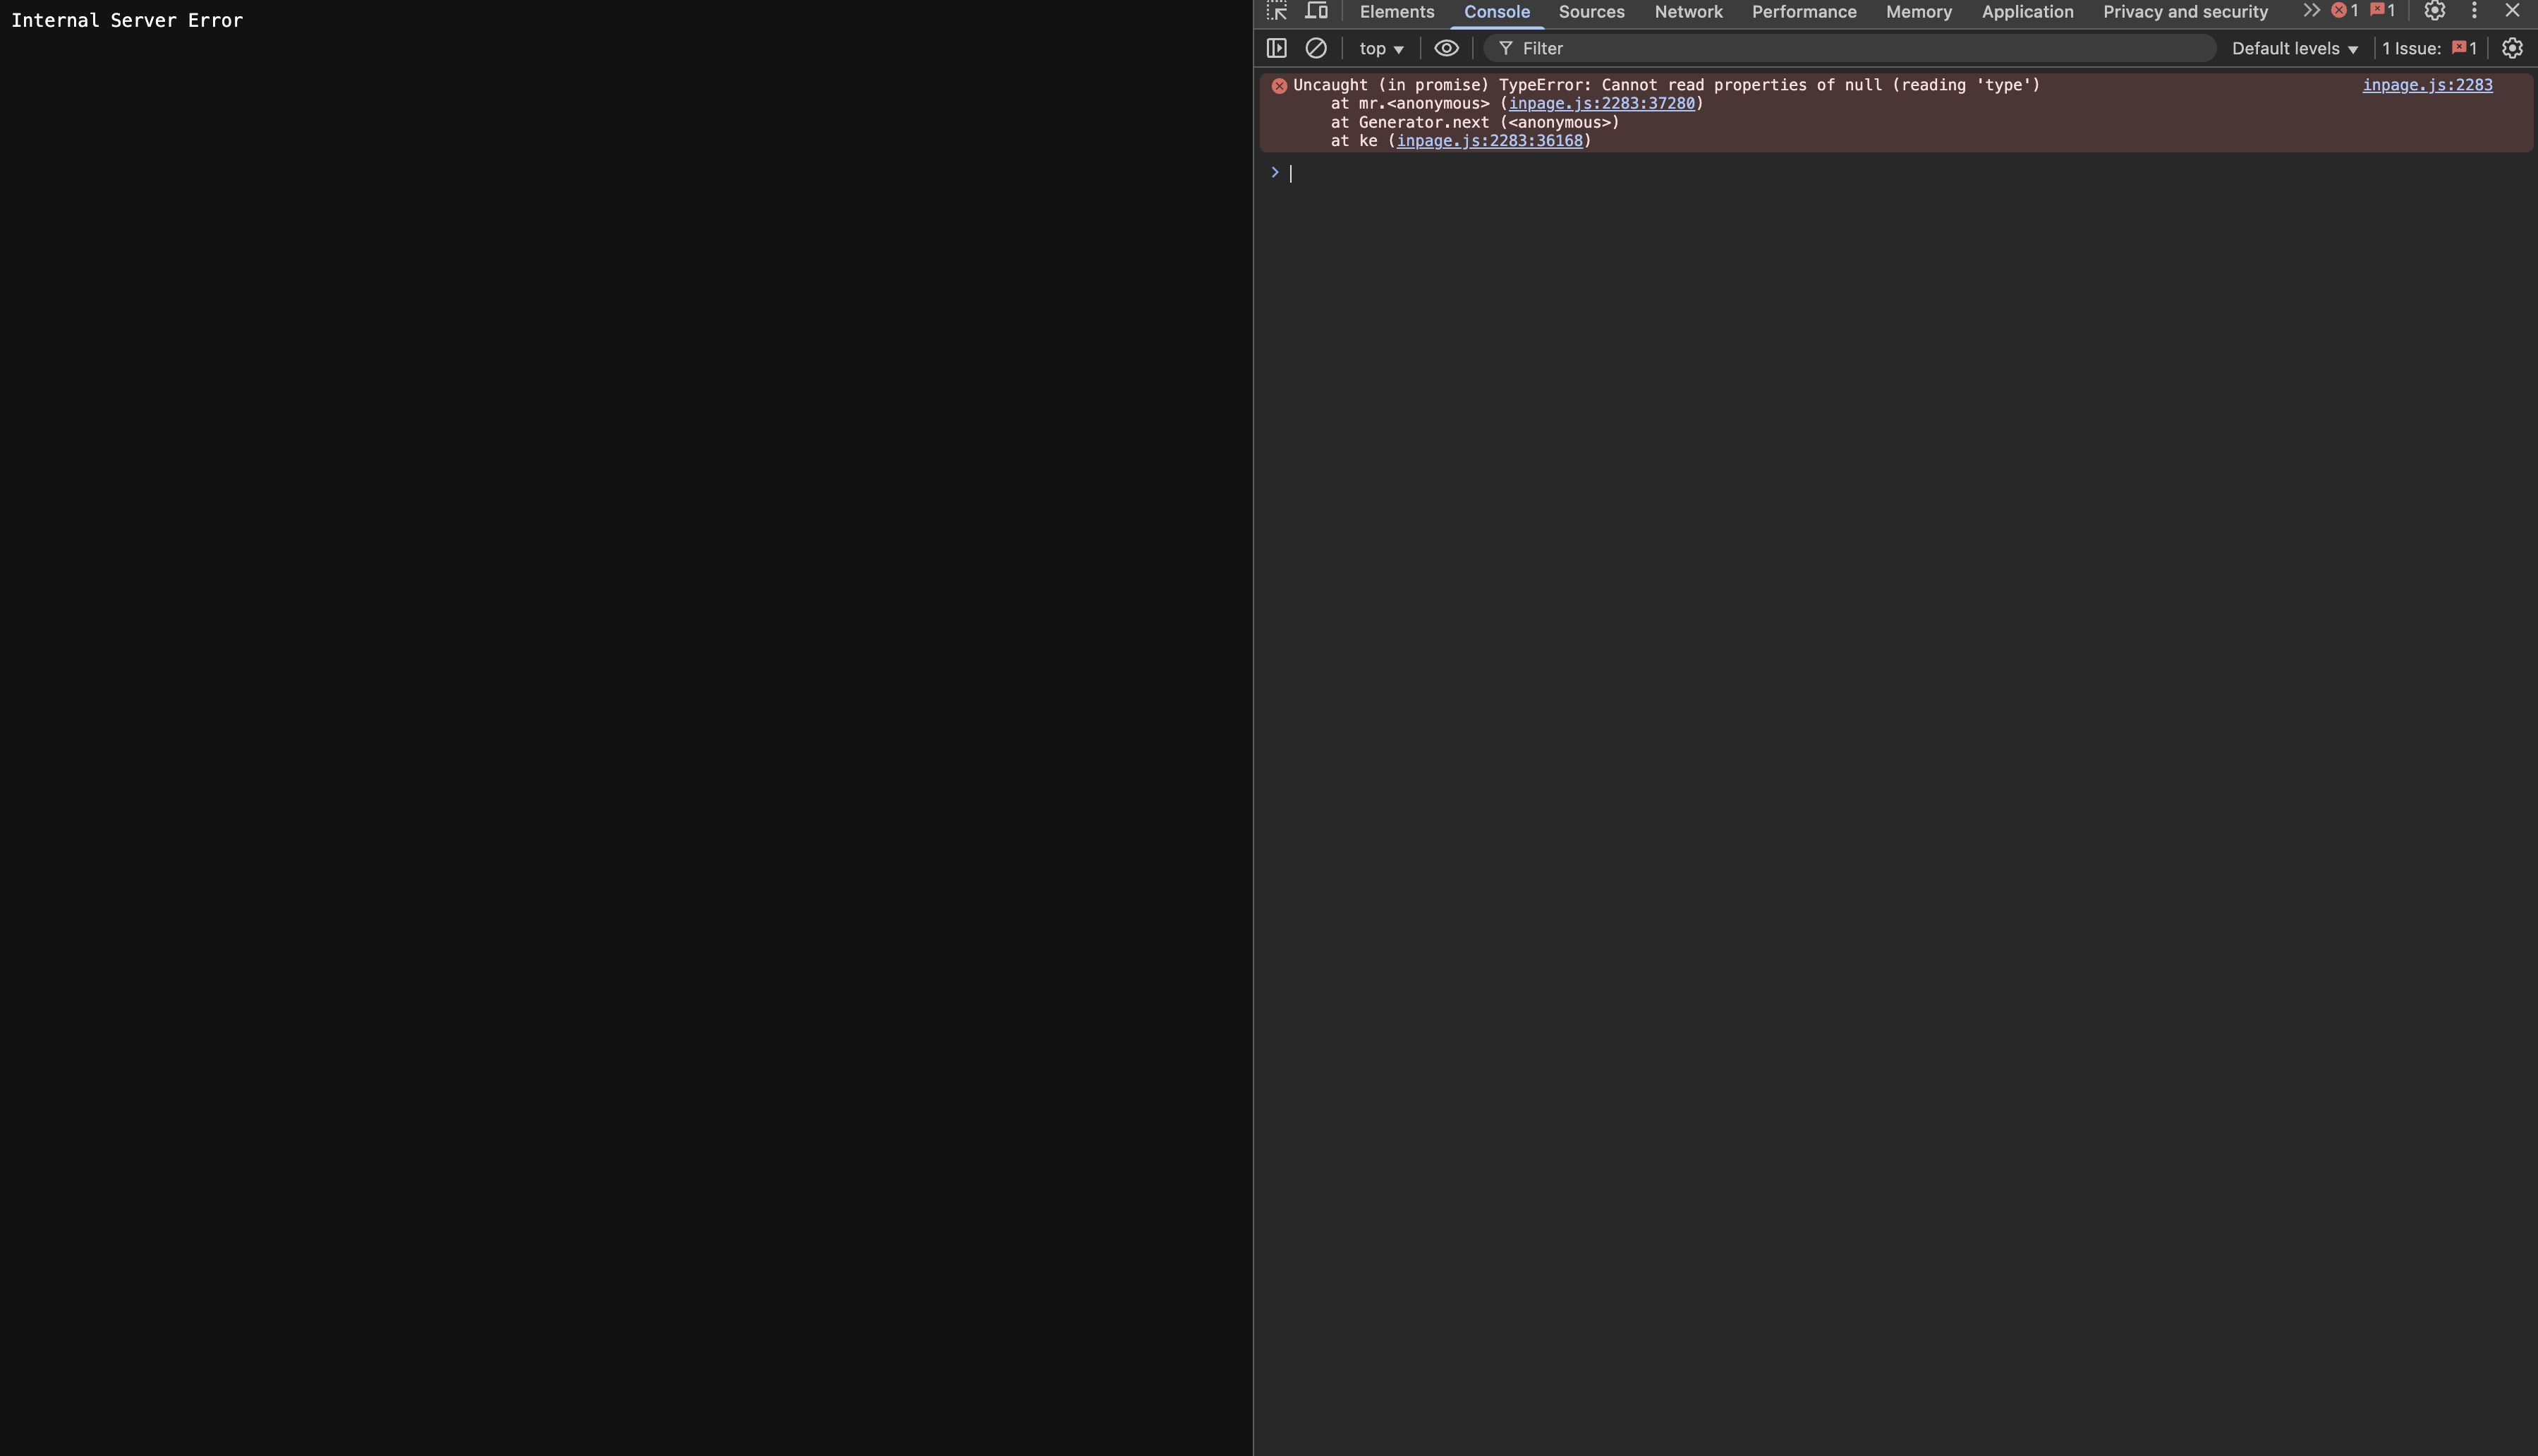 Internal Server Error
Elements Console Sources Network Performance Memory Application Privacy and security 1 1
top Filter Default levels 1 Issue: 1
Uncaught (in promise) TypeError: Cannot read properties of null (reading 'type') inpage.js:2283
at mr.<anonymous> (inpage.js:2283:37280)
at Generator.next (<anonymous>)
at ke (inpage.js:2283:36168)